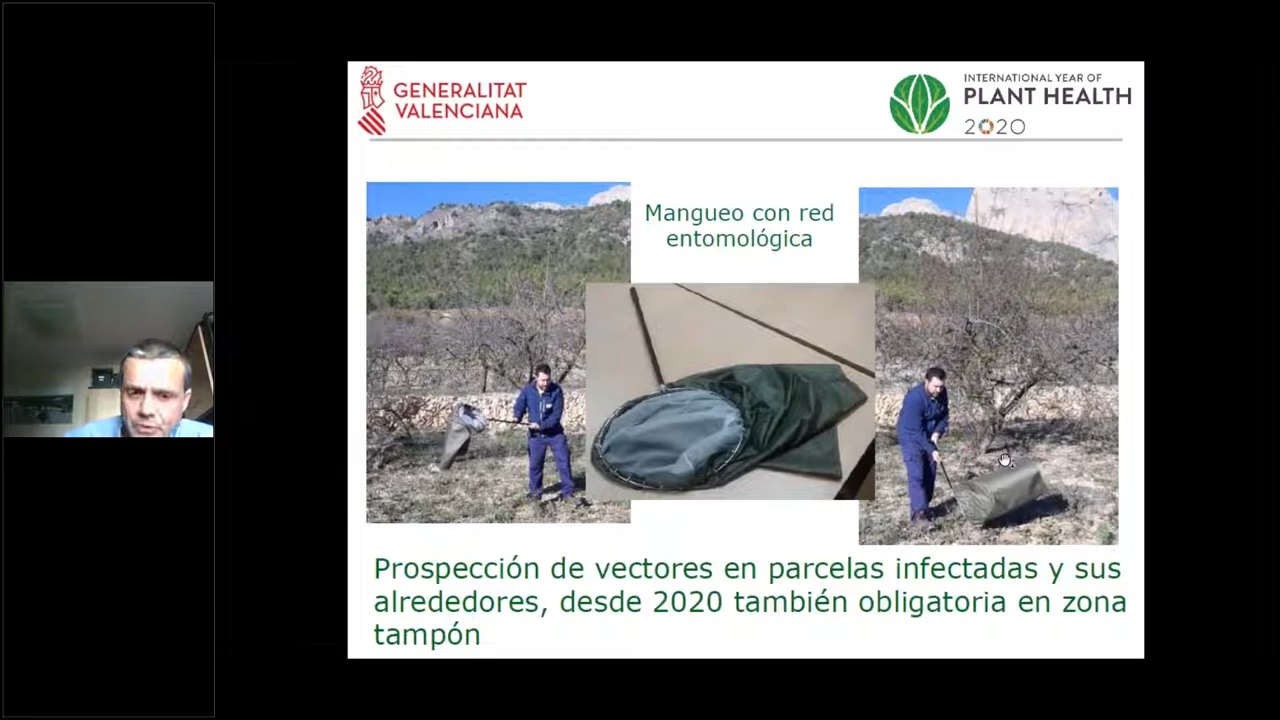 GENERALITAT
VALENCIANA
INTERNATIONAL YEAR OF
PLANT HEALTH
2020
Mangueo con red
entomológica
Prospección de vectores en parcelas infectadas y sus
alrededores, desde 2020 también obligatoria en zona
tampón